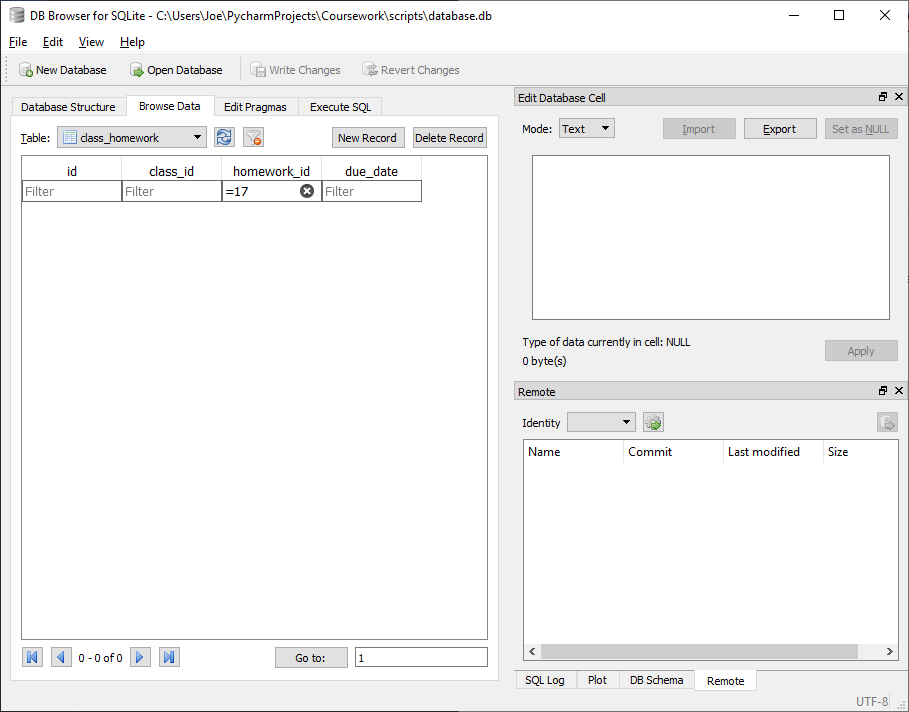 DB Browser for SQLite - C:\Users\Joe\PycharmProjects\Coursework\scripts\database.db
File Edit View Help
New Database Open Database Write Changes Revert Changes
Database Structure Browse Data Edit Pragmas Execute SQL
Table: class_homework New Record Delete Record
id class_id homework_id due_date
Filter Filter =17 Filter
0 - 0 of 0 Go to: 1
Edit Database Cell
Mode: Text Import Export Set as NULL
Type of data currently in cell: NULL
0 byte(s)
Apply
Remote
Identity
Name Commit Last modified Size
SQL Log Plot DB Schema Remote
UTF-8